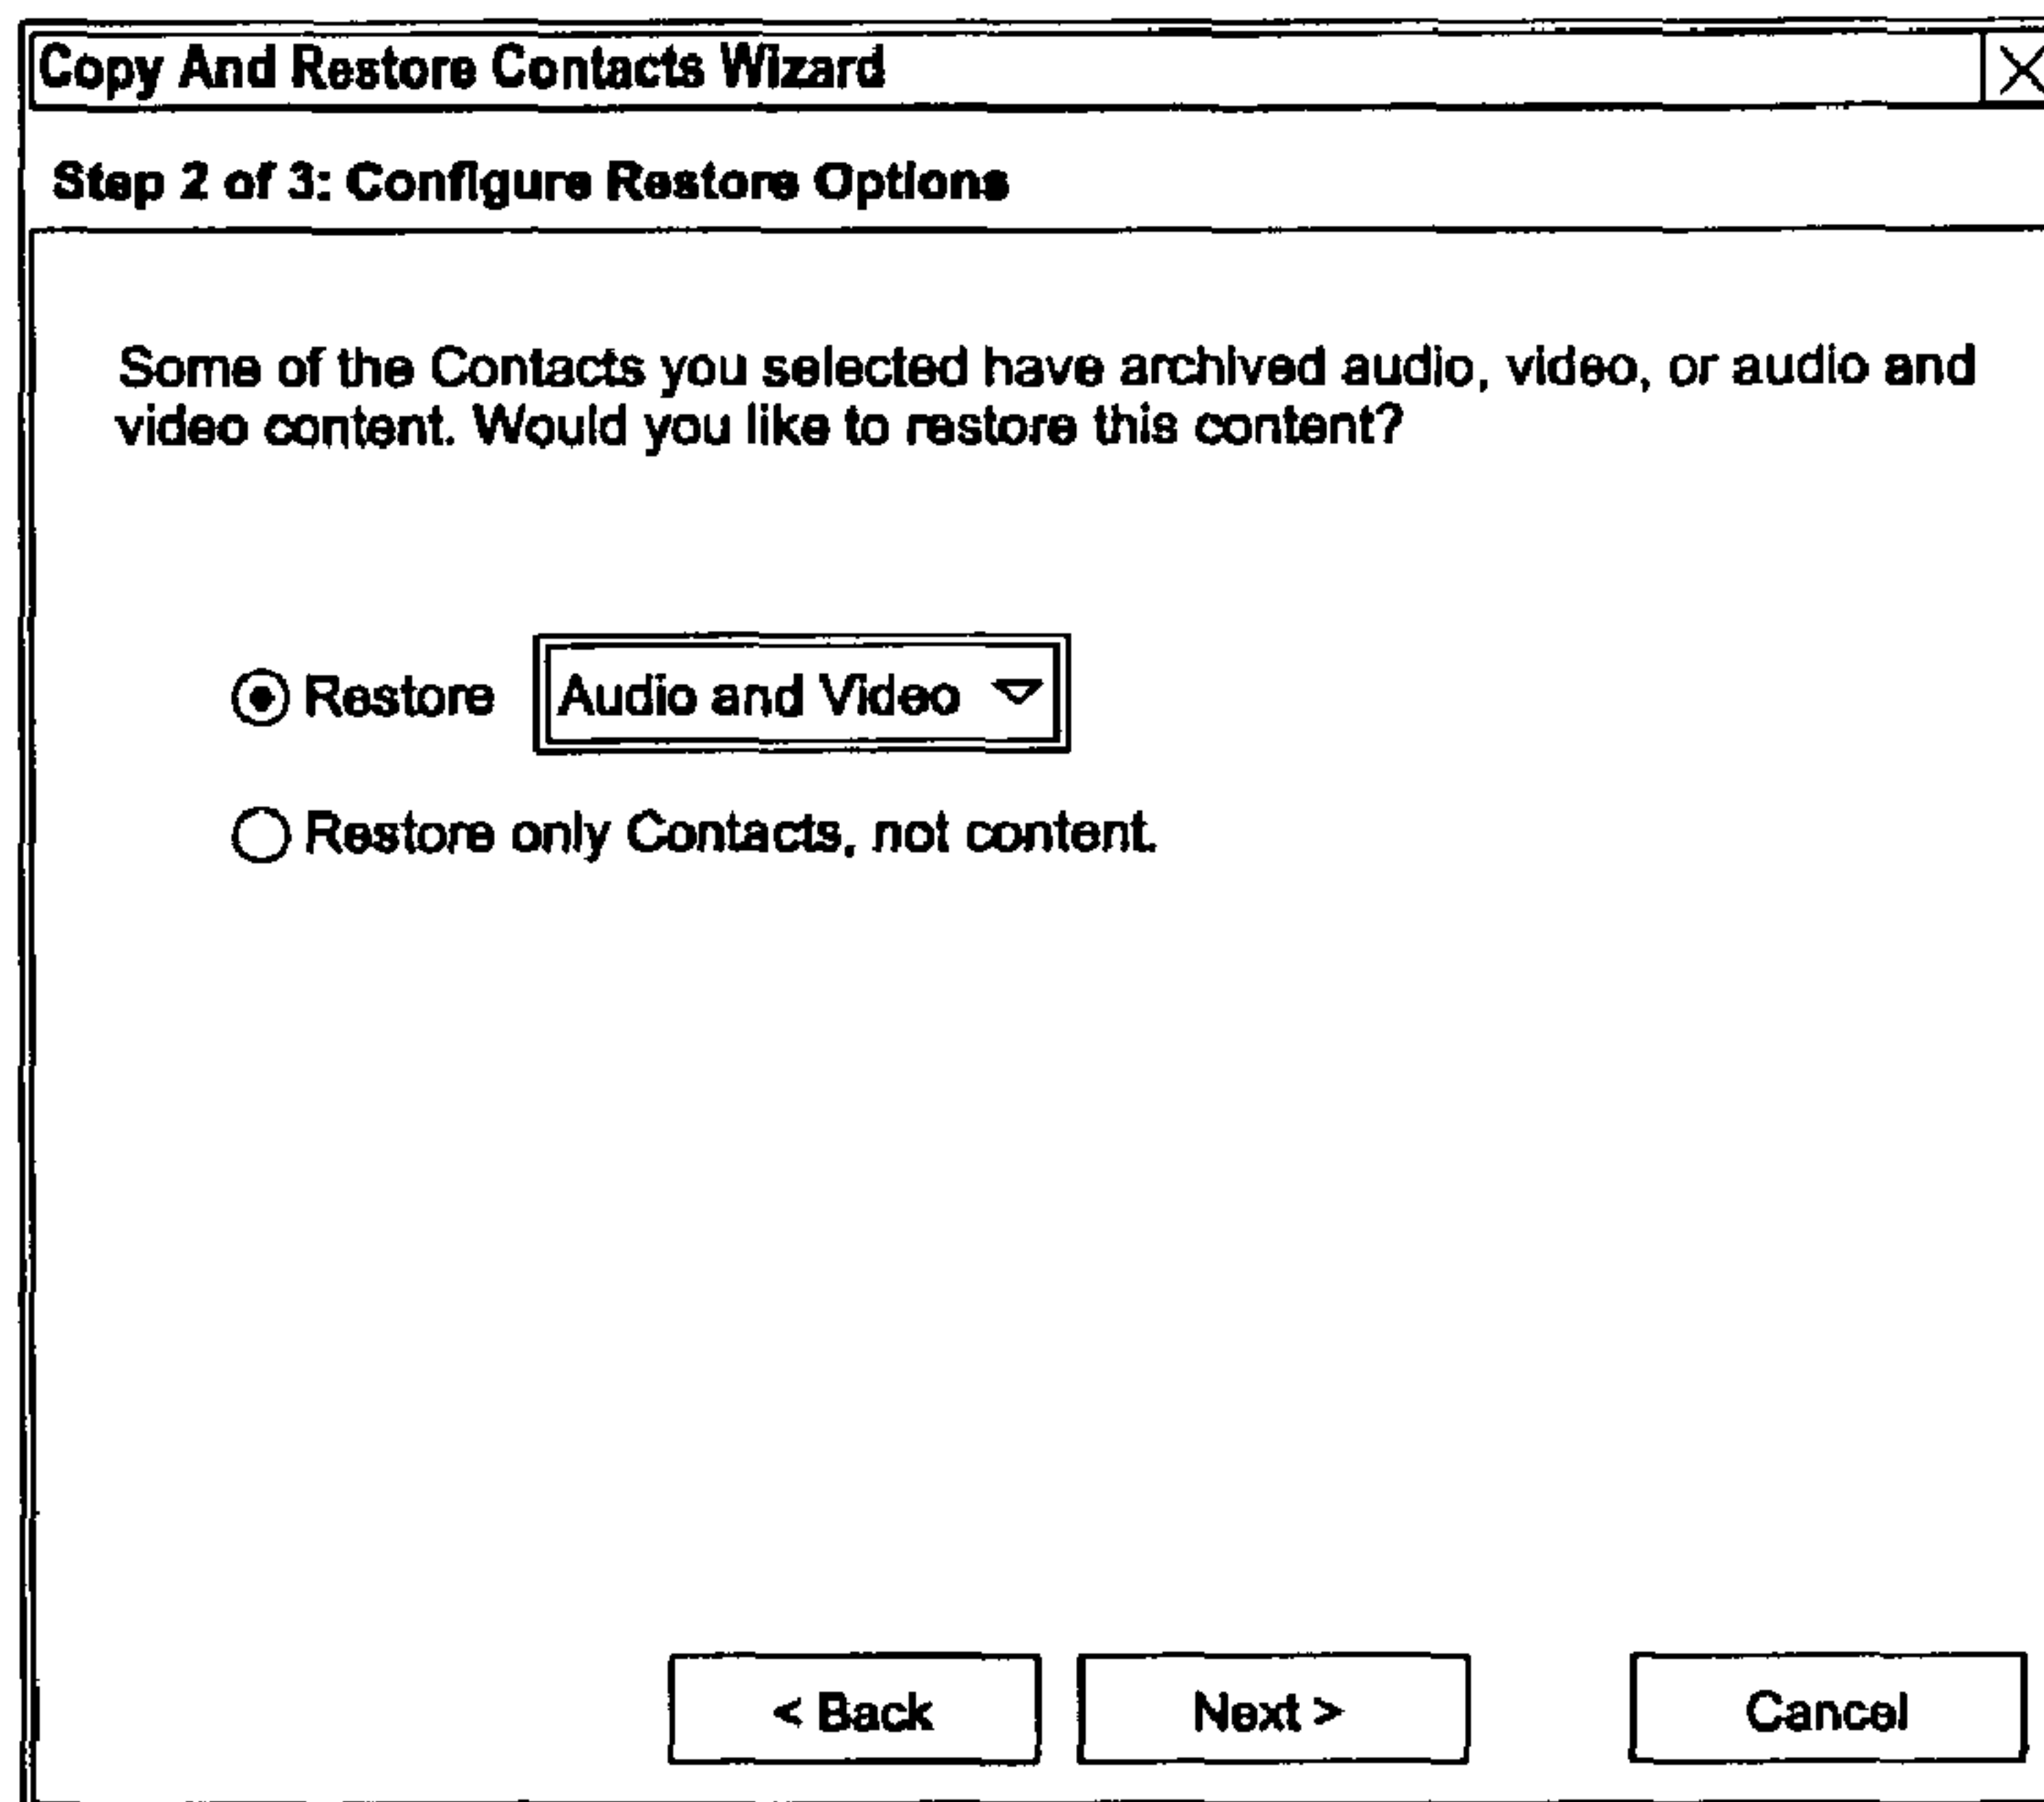 Copy And Restore Contacts Wizard
Step 2 of 3: Configure Restore Options
Some of the Contacts you selected have archived audio, video, or audio and
video content. Would you like to restore this content?
Restore Audio and Video
Restore only Contacts, not content.
< Back Next > Cancel